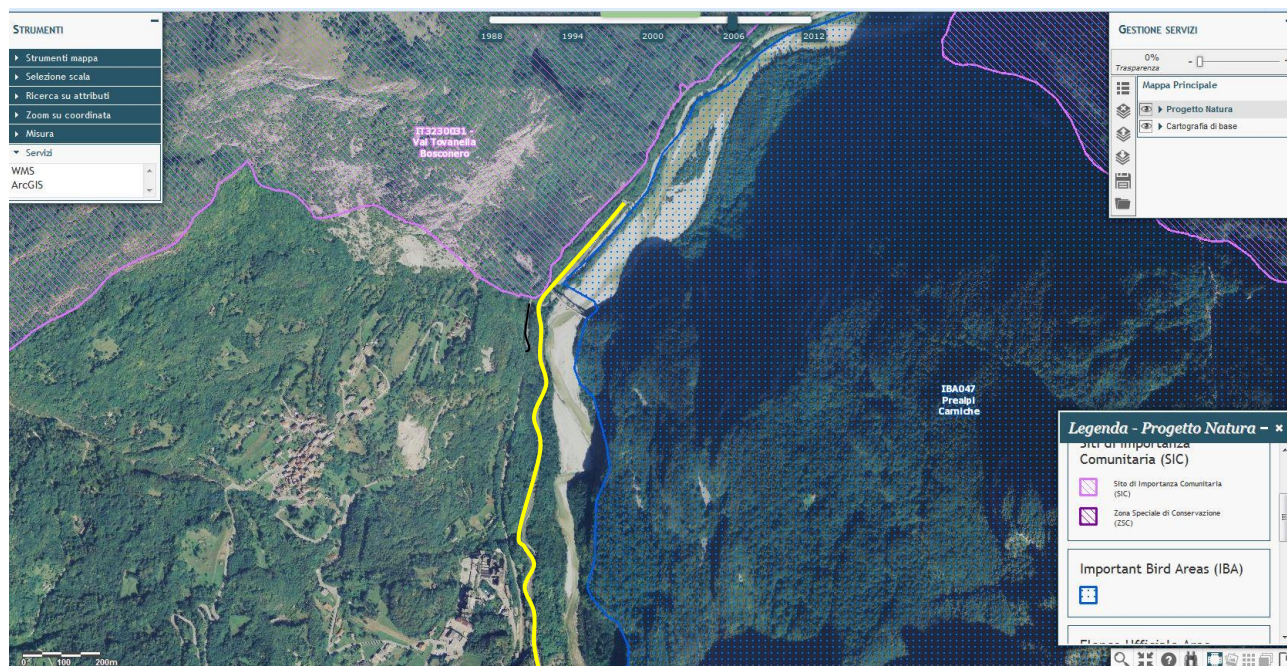 STRUMENTI
Strumenti mappa
Selezione scala
Ricerca su attributi
Zoom su coordinata
Misura
Servizi
WMS
ArcGIS
1988
1994
2000
2006
2012
GESTIONE SERVIZI
0%
Trasparenza
- +
Mappa Principale
Progetto Natura
Cartografia di base
IT3230031 -
Val Tovanella
Bosconero
IBA047
Prealpi
Carniche
Legenda - Progetto Natura
Siti di Importanza
Comunitaria (SIC)
Sito di Importanza Comunitaria
(SIC)
Zona Speciale di Conservazione
(ZSC)
Important Bird Areas (IBA)
Elenco Ufficiale Aree
0 100 200m